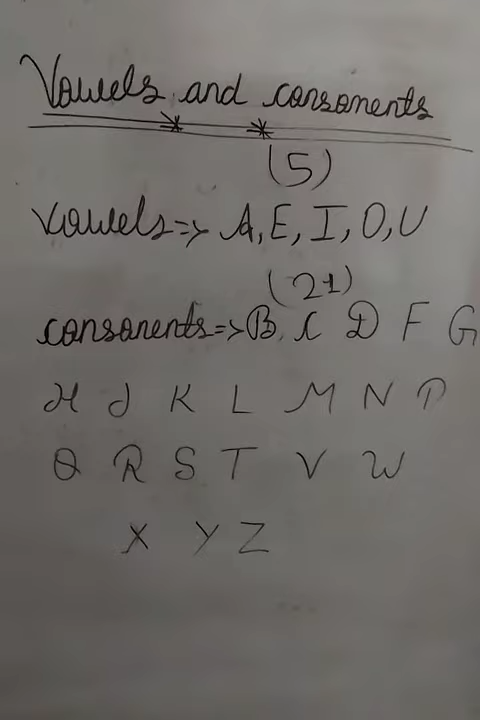 Vowels and consonents
(5)
Vowels=> A, E, I, O, U
(21)
consonents=> B, C D F G
H J K L M N P
Q R S T V W
X Y Z